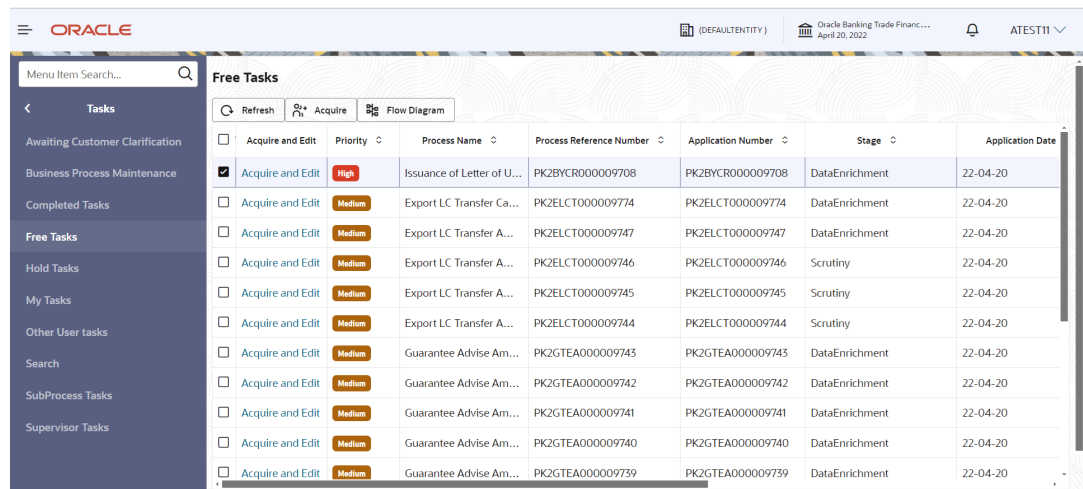 ORACLE
(DEFAULTENTITY)
Oracle Banking Trade Financ...
April 20, 2022
ATEST11
Menu Item Search...
Tasks
Awaiting Customer Clarification
Business Process Maintenance
Completed Tasks
Free Tasks
Hold Tasks
My Tasks
Other User tasks
Search
SubProcess Tasks
Supervisor Tasks
Free Tasks
Refresh Acquire Flow Diagram
Acquire and Edit Priority Process Name Process Reference Number Application Number Stage Application Date
Acquire and Edit High Issuance of Letter of U... PK2BYCR000009708 PK2BYCR000009708 DataEnrichment 22-04-20
Acquire and Edit Medium Export LC Transfer Ca... PK2ELCT000009774 PK2ELCT000009774 DataEnrichment 22-04-20
Acquire and Edit Medium Export LC Transfer A... PK2ELCT000009747 PK2ELCT000009747 DataEnrichment 22-04-20
Acquire and Edit Medium Export LC Transfer A... PK2ELCT000009746 PK2ELCT000009746 Scrutiny 22-04-20
Acquire and Edit Medium Export LC Transfer A... PK2ELCT000009745 PK2ELCT000009745 Scrutiny 22-04-20
Acquire and Edit Medium Export LC Transfer A... PK2ELCT000009744 PK2ELCT000009744 Scrutiny 22-04-20
Acquire and Edit Medium Guarantee Advise Am... PK2GTEA000009743 PK2GTEA000009743 DataEnrichment 22-04-20
Acquire and Edit Medium Guarantee Advise Am... PK2GTEA000009742 PK2GTEA000009742 DataEnrichment 22-04-20
Acquire and Edit Medium Guarantee Advise Am... PK2GTEA000009741 PK2GTEA000009741 DataEnrichment 22-04-20
Acquire and Edit Medium Guarantee Advise Am... PK2GTEA000009740 PK2GTEA000009740 DataEnrichment 22-04-20
Acquire and Edit Medium Guarantee Advise Am... PK2GTEA000009739 PK2GTEA000009739 DataEnrichment 22-04-20